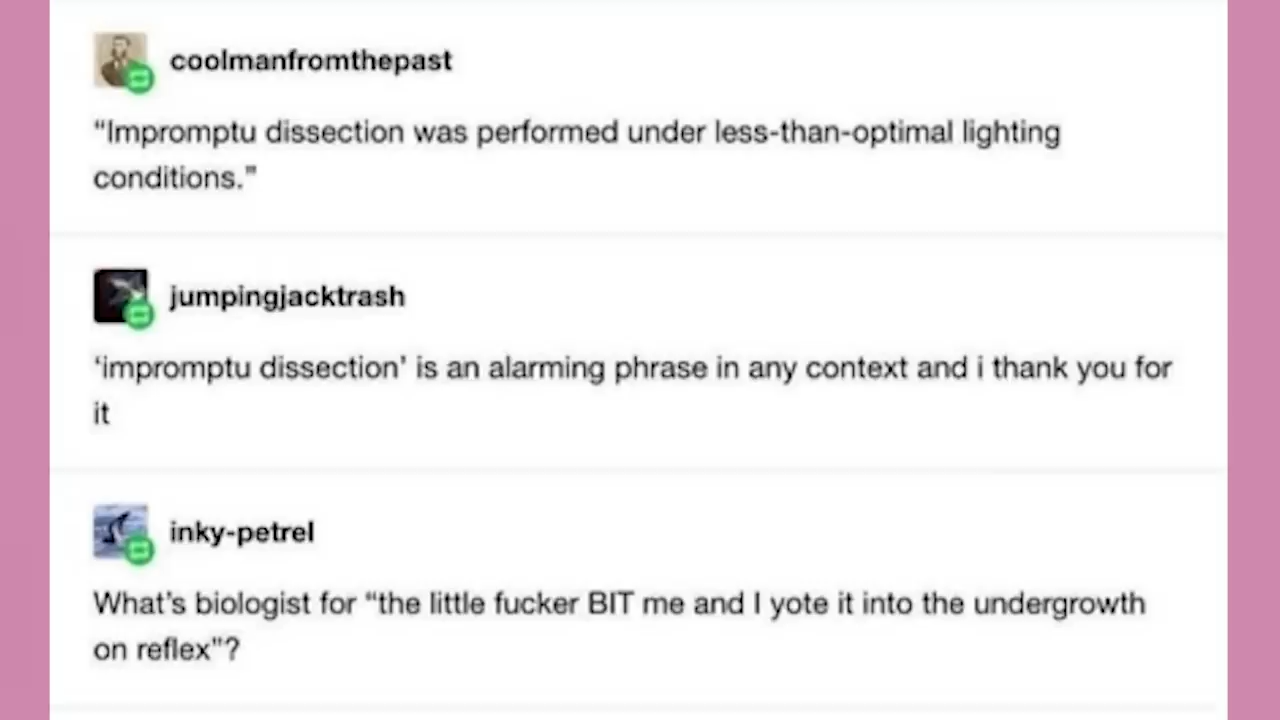 coolmanfromthepast
“Impromptu dissection was performed under less-than-optimal lighting
conditions.”
jumpingjacktrash
‘impromptu dissection’ is an alarming phrase in any context and i thank you for
it
inky-petrel
What’s biologist for “the little fucker BIT me and I yote it into the undergrowth
on reflex”?